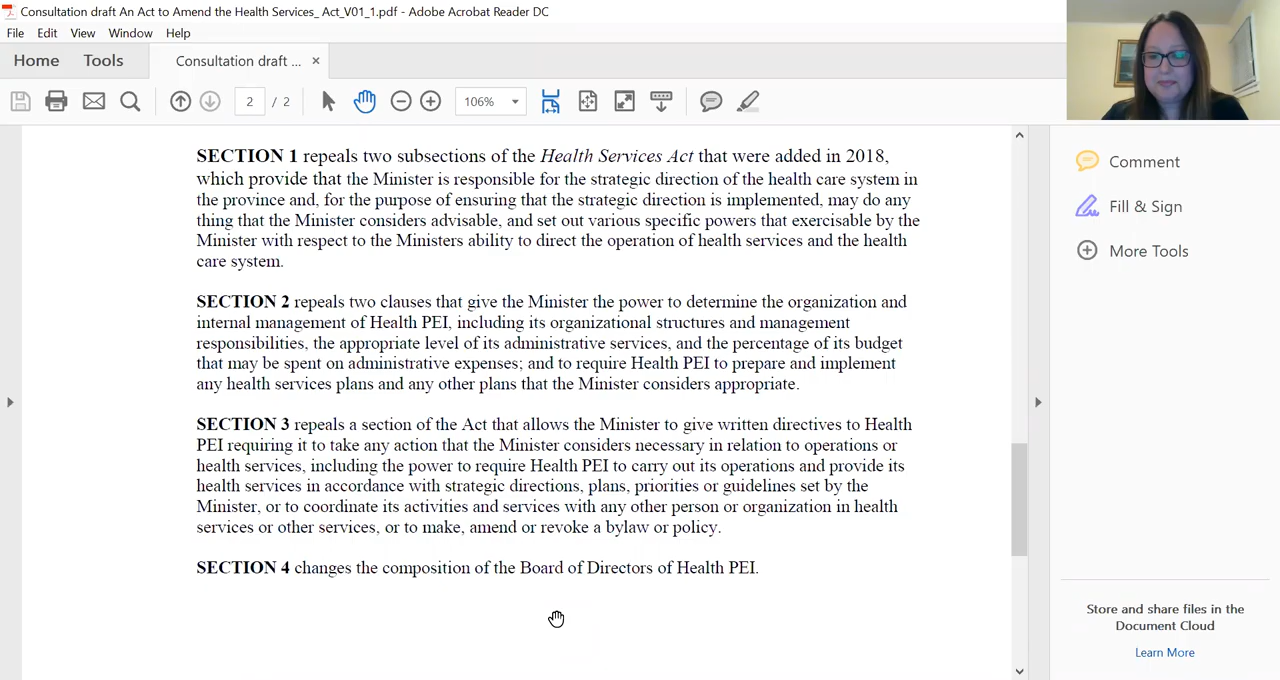 Consultation draft An Act to Amend the Health Services_ Act_V01_1.pdf - Adobe Acrobat Reader DC
File Edit View Window Help
Home Tools Consultation draft ... ×
2 / 2 106%
SECTION 1 repeals two subsections of the Health Services Act that were added in 2018,
which provide that the Minister is responsible for the strategic direction of the health care system in
the province and, for the purpose of ensuring that the strategic direction is implemented, may do any
thing that the Minister considers advisable, and set out various specific powers that exercisable by the
Minister with respect to the Ministers ability to direct the operation of health services and the health
care system.
SECTION 2 repeals two clauses that give the Minister the power to determine the organization and
internal management of Health PEI, including its organizational structures and management
responsibilities, the appropriate level of its administrative services, and the percentage of its budget
that may be spent on administrative expenses; and to require Health PEI to prepare and implement
any health services plans and any other plans that the Minister considers appropriate.
SECTION 3 repeals a section of the Act that allows the Minister to give written directives to Health
PEI requiring it to take any action that the Minister considers necessary in relation to operations or
health services, including the power to require Health PEI to carry out its operations and provide its
health services in accordance with strategic directions, plans, priorities or guidelines set by the
Minister, or to coordinate its activities and services with any other person or organization in health
services or other services, or to make, amend or revoke a bylaw or policy.
SECTION 4 changes the composition of the Board of Directors of Health PEI.
Comment
Fill & Sign
More Tools
Store and share files in the
Document Cloud
Learn More